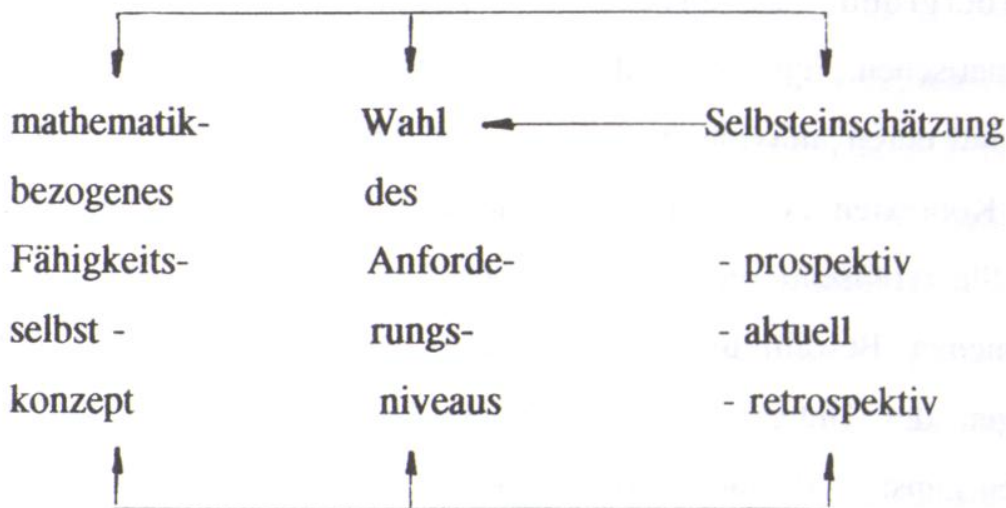 mathematik-
bezogenes
Fähigkeits-
selbst -
konzept
Wahl
des
Anforde-
rungs-
niveaus
Selbsteinschätzung
- prospektiv
- aktuell
- retrospektiv